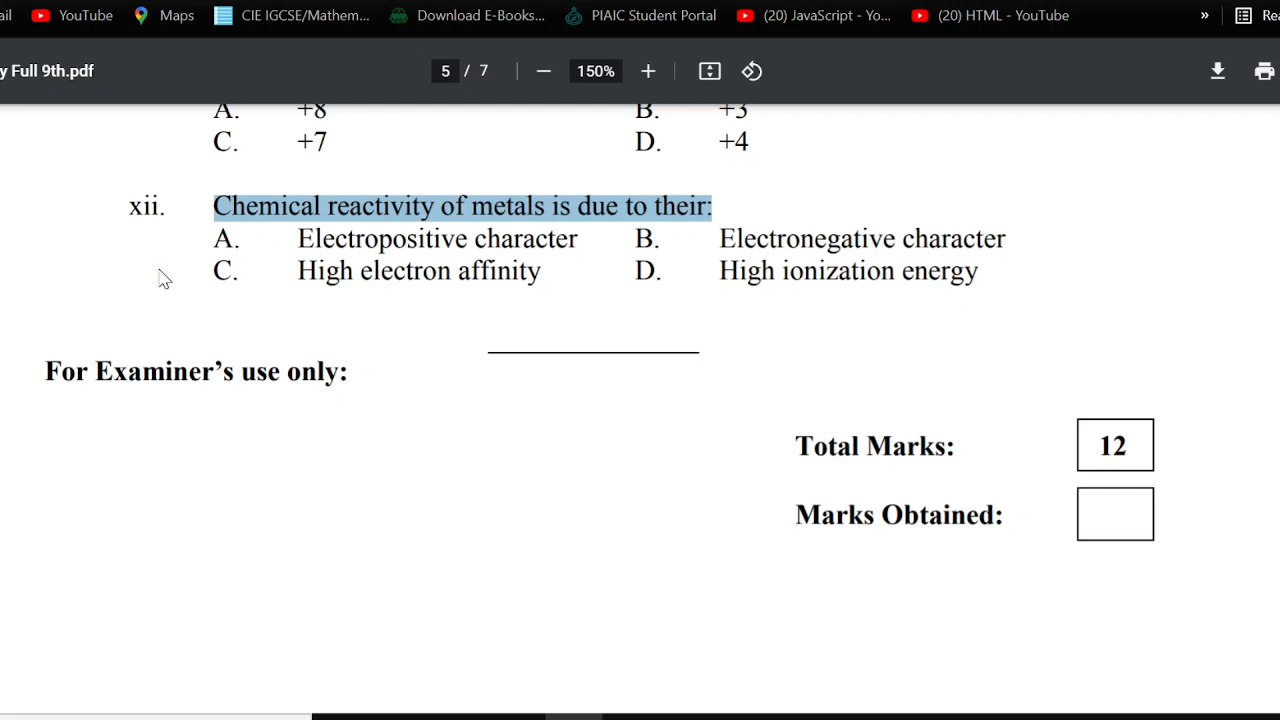 ail YouTube Maps CIE IGCSE/Mathem... Download E-Books... PIAIC Student Portal (20) JavaScript - Yo... (20) HTML - YouTube » Rea
y Full 9th.pdf 5 / 7 — 150% +
A. +8 B. +3
C. +7 D. +4
xii. Chemical reactivity of metals is due to their:
A. Electropositive character B. Electronegative character
C. High electron affinity D. High ionization energy
For Examiner's use only:
Total Marks: 12
Marks Obtained: